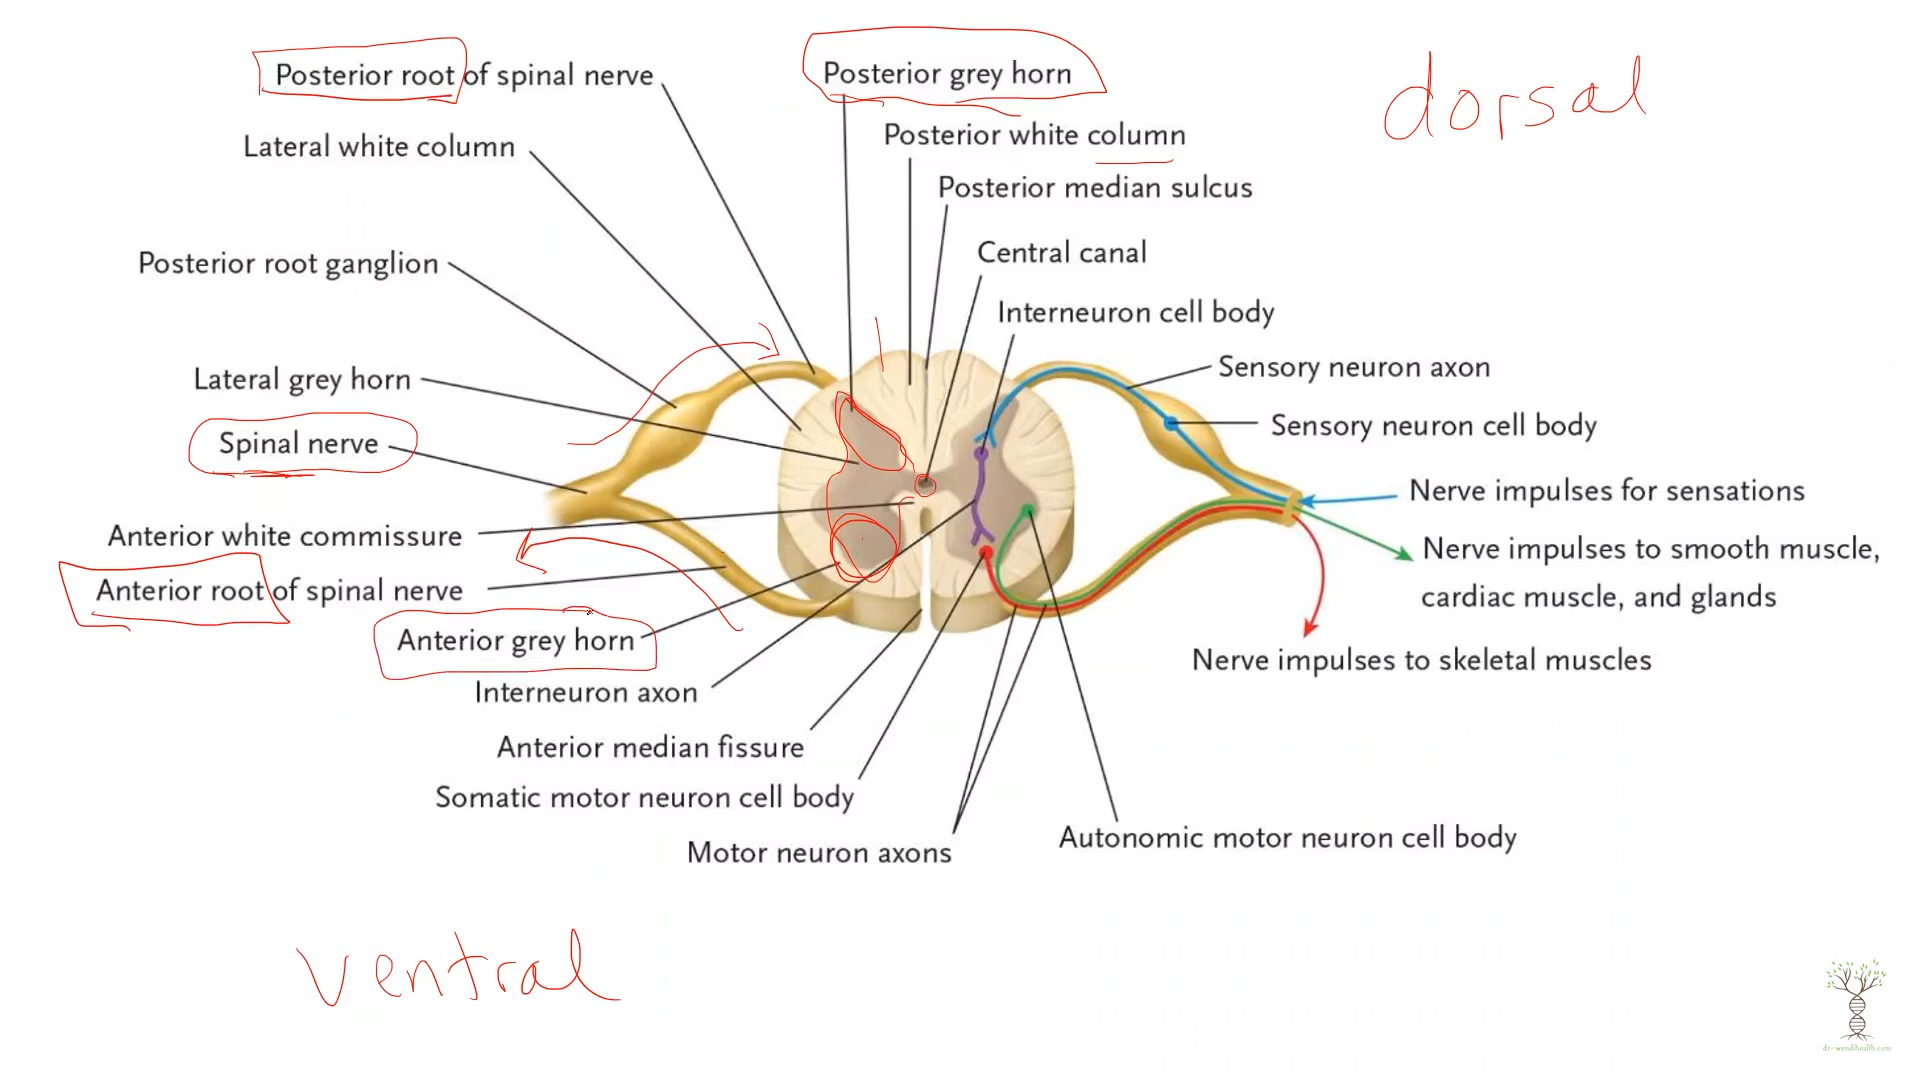 Posterior root of spinal nerve
Posterior grey horn
dorsal
Lateral white column
Posterior white column
Posterior median sulcus
Central canal
Posterior root ganglion
Interneuron cell body
Lateral grey horn
Sensory neuron axon
Spinal nerve
Sensory neuron cell body
Nerve impulses for sensations
Anterior white commissure
Nerve impulses to smooth muscle,
cardiac muscle, and glands
Anterior root of spinal nerve
Anterior grey horn
Nerve impulses to skeletal muscles
Interneuron axon
Anterior median fissure
Somatic motor neuron cell body
Motor neuron axons
Autonomic motor neuron cell body
ventral
dr-wendihealth.com